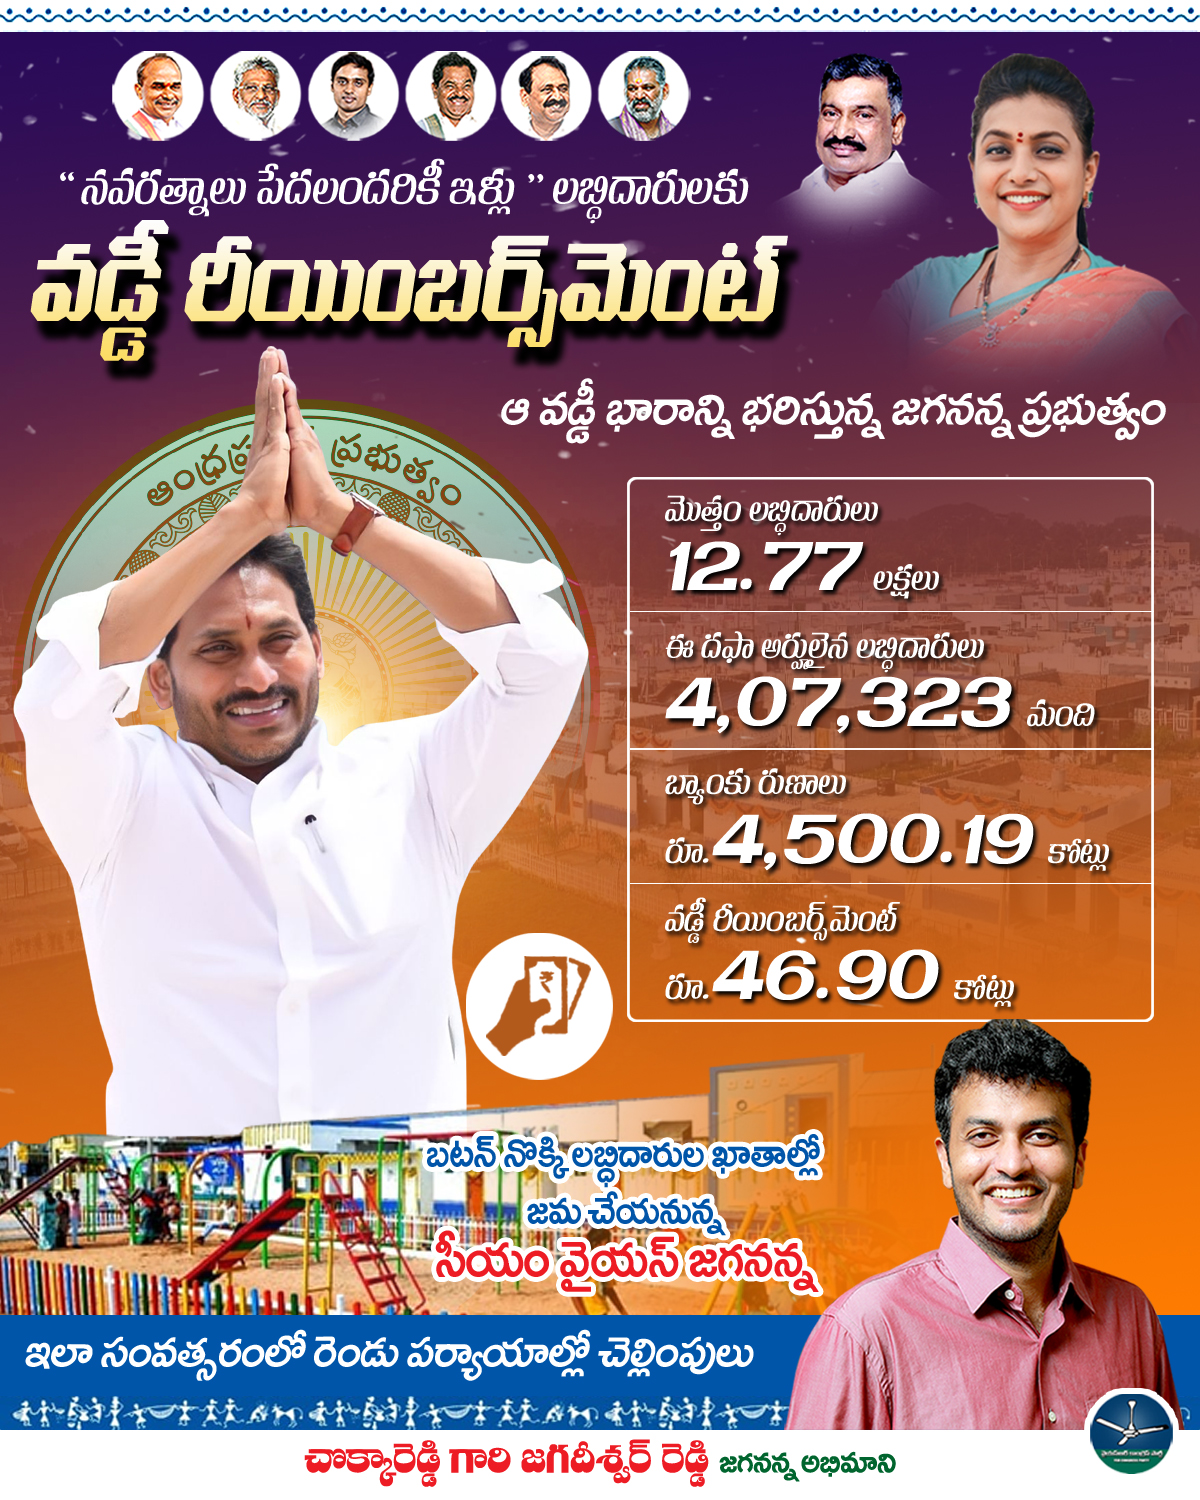 “ నవరత్నాలు పేదలందరికీ ఇళ్లు ” లబ్ధిదారులకు
వడ్డీ రీయింబర్స్‌మెంట్
ఆ వడ్డీ భారాన్ని భరిస్తున్న జగనన్న ప్రభుత్వం
ప్రభుత్వం
మొత్తం లబ్ధిదారులు
12.77 లక్షలు
ఈ దఫా అర్హులైన లబ్ధిదారులు
4,07,323 మంది
బ్యాంకు రుణాలు
రూ.4,500.19 కోట్లు
వడ్డీ రీయింబర్స్‌మెంట్
రూ.46.90 కోట్లు
బటన్ నొక్కి లబ్ధిదారుల ఖాతాల్లో
జమ చేయనున్న
సీయం వైయస్ జగనన్న
ఇలా సంవత్సరంలో రెండు పర్యాయాల్లో చెల్లింపులు
చొక్కారెడ్డి గారి జగదీశ్వర్ రెడ్డి జగనన్న అభిమాని